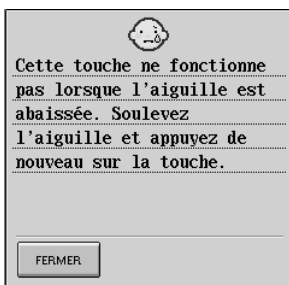 Cette touche ne fonctionne
pas lorsque l'aiguille est
abaissée. Soulevez
l'aiguille et appuyez de
nouveau sur la touche.
FERMER